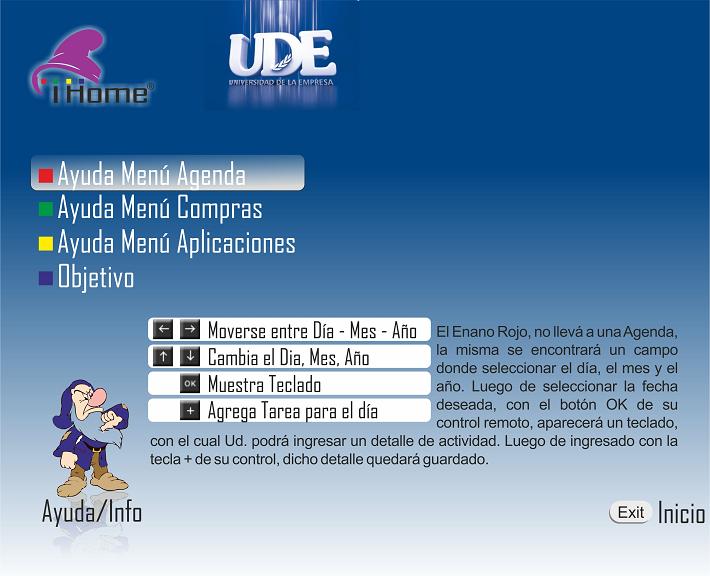 iHome®
UDE
UNIVERSIDAD DE LA EMPRESA
Ayuda Menú Agenda
Ayuda Menú Compras
Ayuda Menú Aplicaciones
Objetivo
← → Moverse entre Día - Mes - Año
↑ ↓ Cambia el Dia, Mes, Año
OK Muestra Teclado
+ Agrega Tarea para el día
El Enano Rojo, no llevá a una Agenda,
la misma se encontrará un campo
donde seleccionar el día, el mes y el
año. Luego de seleccionar la fecha
deseada, con el botón OK de su
control remoto, aparecerá un teclado,
con el cual Ud. podrá ingresar un detalle de actividad. Luego de ingresado con la
tecla + de su control, dicho detalle quedará guardado.
Ayuda/Info
Exit Inicio